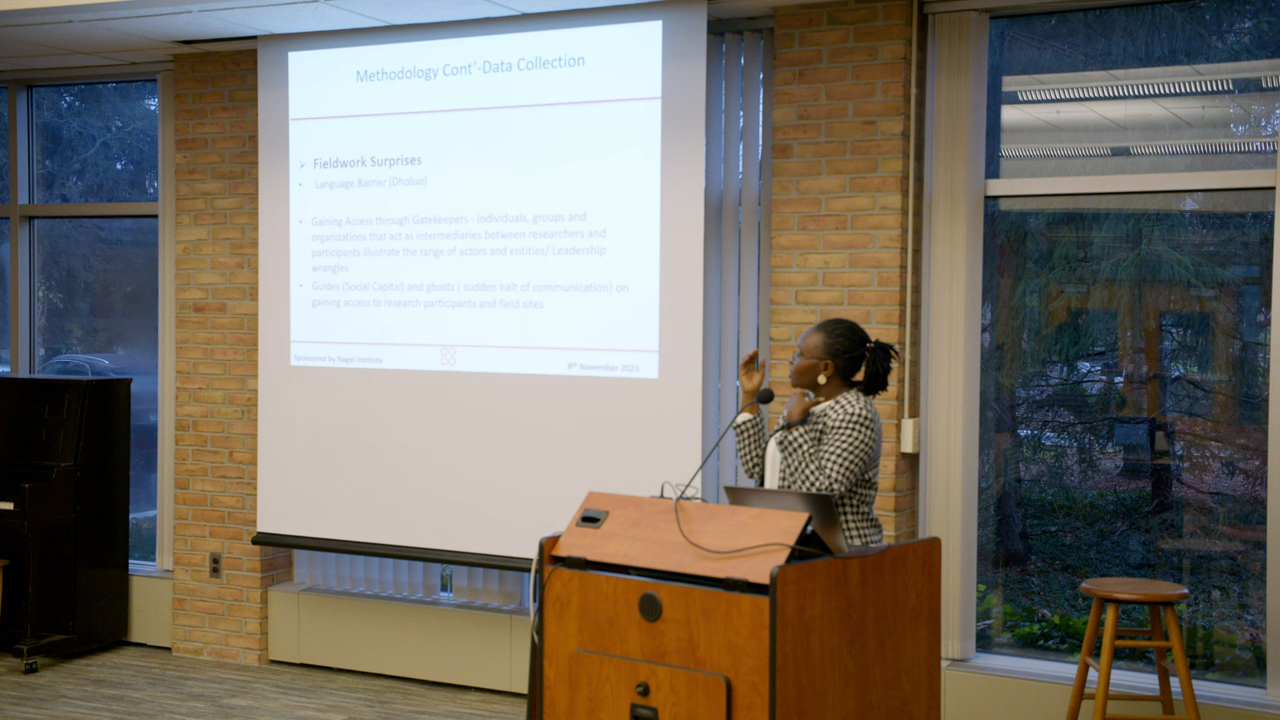 Methodology Cont'-Data Collection
➢ Fieldwork Surprises
• Language Barrier (Dholuo)
• Gaining Access through Gatekeepers - individuals, groups and
organizations that act as intermediaries between researchers and
participants illustrate the range of actors and entities/ Leadership
wrangles
• Guides (Social Capital) and ghosts ( sudden halt of communication) on
gaining access to research participants and field sites
Sponsored by Nagel Institute
8th November 2023